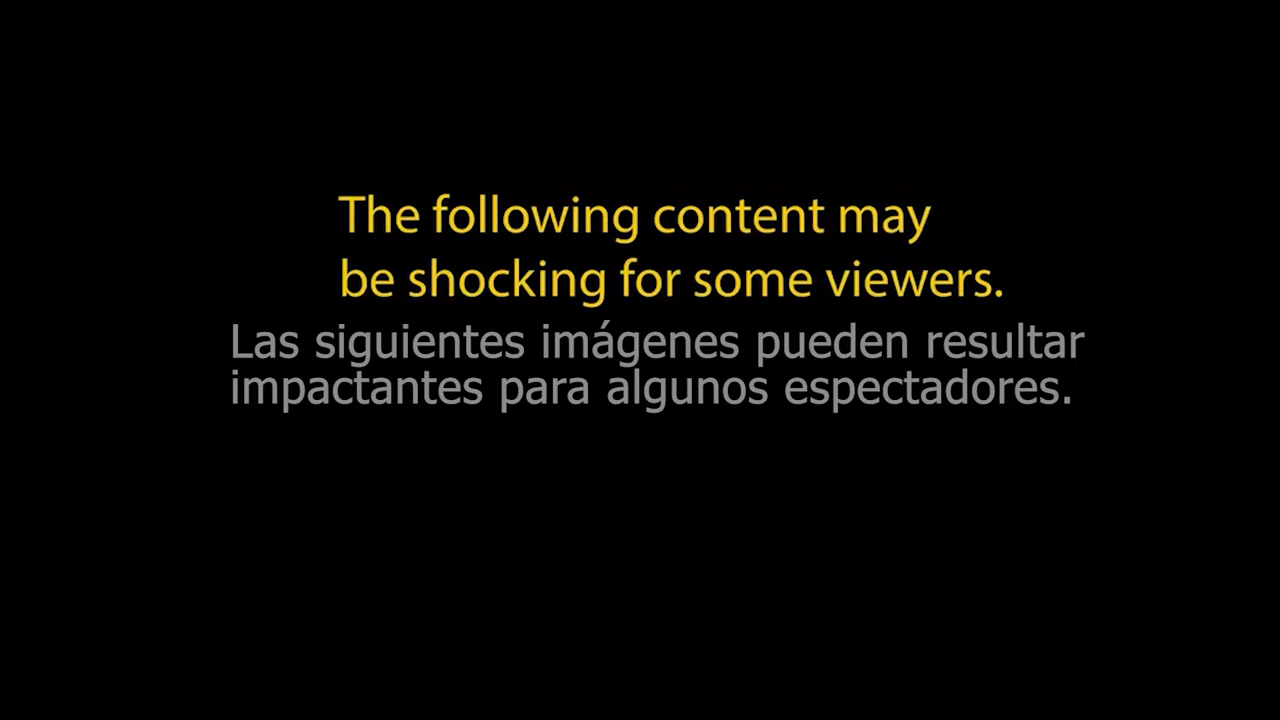 The following content may
be shocking for some viewers.
Las siguientes imágenes pueden resultar
impactantes para algunos espectadores.